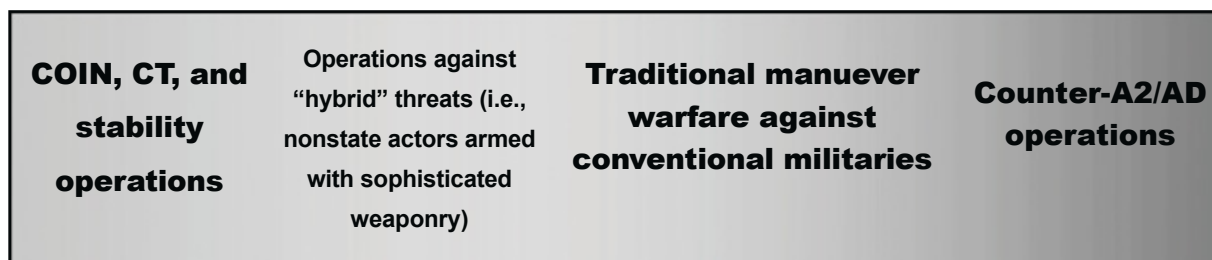 COIN, CT, and
stability
operations
Operations against
“hybrid” threats (i.e.,
nonstate actors armed
with sophisticated
weaponry)
Traditional manuever
warfare against
conventional militaries
Counter-A2/AD
operations